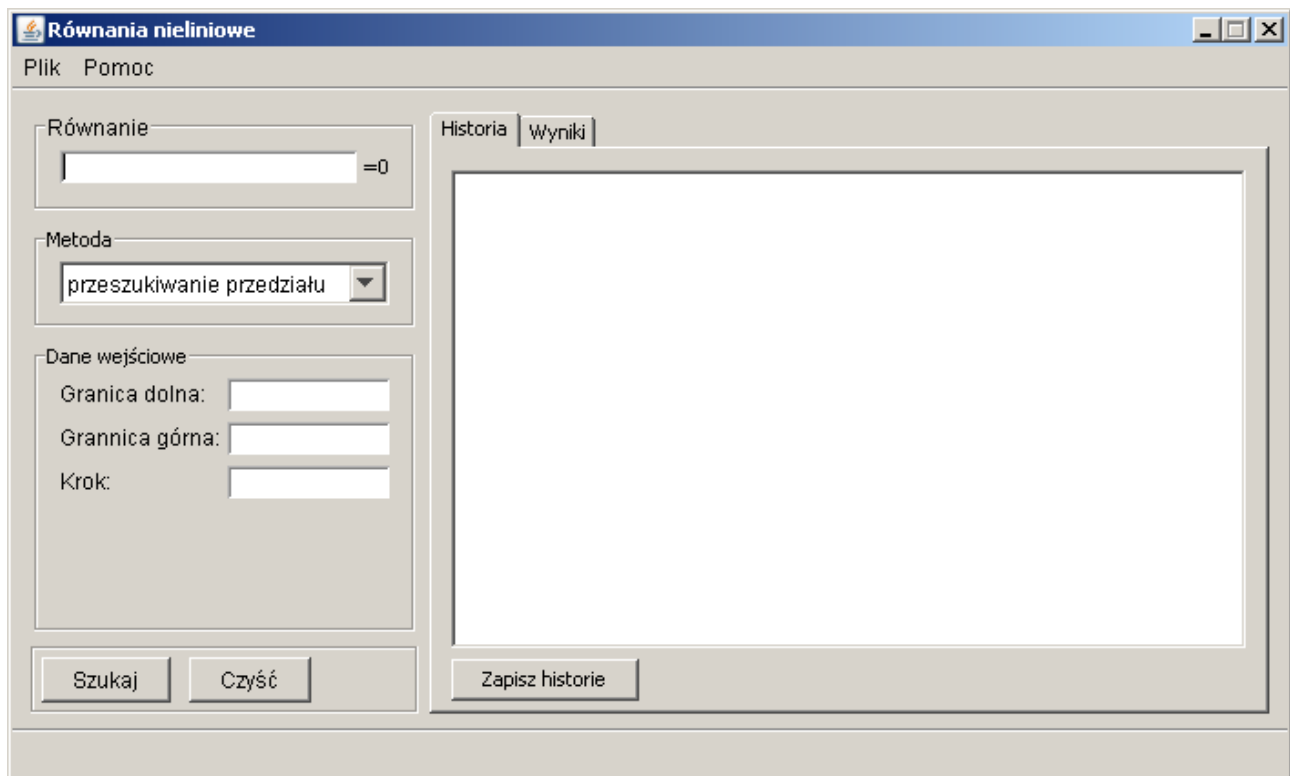 Równania nieliniowe
Plik Pomoc
Równanie
=0
Metoda
przeszukiwanie przedziału
Dane wejściowe
Granica dolna:
Grannica górna:
Krok:
Szukaj Czyść
Historia Wyniki
Zapisz historie